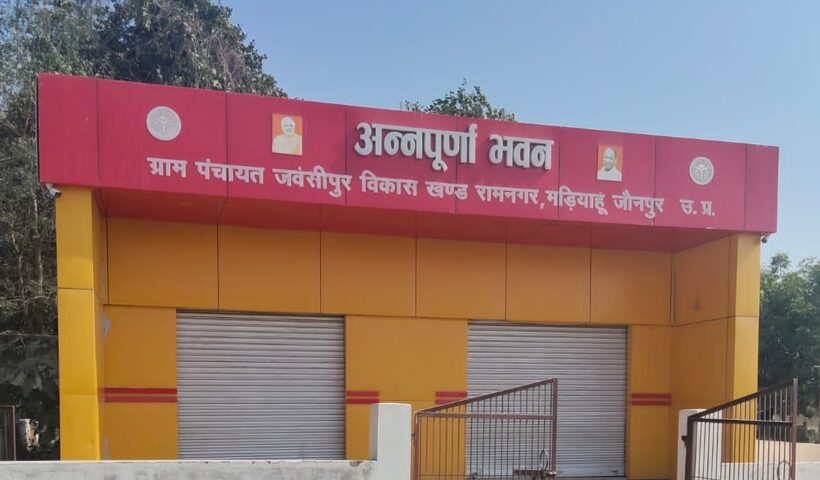 अन्नपूर्णा भवन
ग्राम पंचायत जवंसीपुर विकास खण्ड रामनगर,मड़ियाहूं जौनपुर उ. प्र.